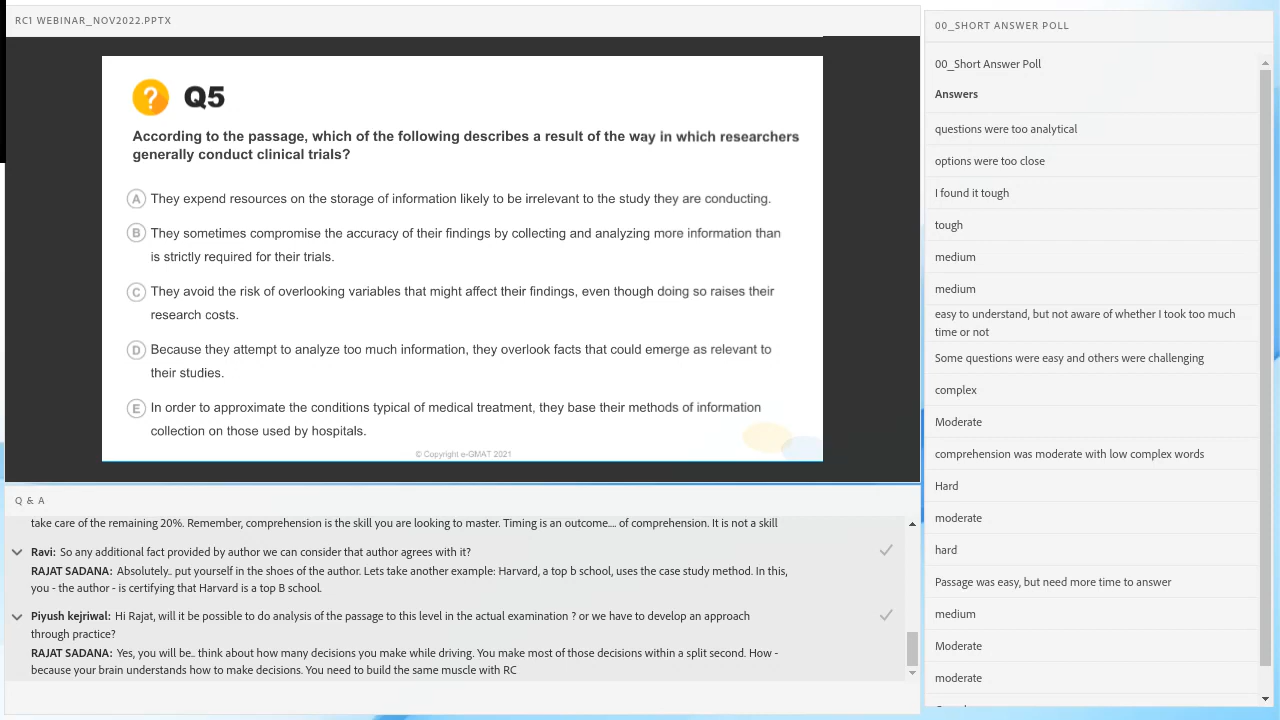 RC1 WEBINAR_NOV2022.PPTX
?
Q5
According to the passage, which of the following describes a result of the way in which researchers
generally conduct clinical trials?
A They expend resources on the storage of information likely to be irrelevant to the study they are conducting.
B They sometimes compromise the accuracy of their findings by collecting and analyzing more information than
is strictly required for their trials.
C They avoid the risk of overlooking variables that might affect their findings, even though doing so raises their
research costs.
D Because they attempt to analyze too much information, they overlook facts that could emerge as relevant to
their studies.
E In order to approximate the conditions typical of medical treatment, they base their methods of information
collection on those used by hospitals.
© Copyright e-GMAT 2021
Q & A
take care of the remaining 20%. Remember, comprehension is the skill you are looking to master. Timing is an outcome.... of comprehension. It is not a skill
Ravi: So any additional fact provided by author we can consider that author agrees with it?
RAJAT SADANA: Absolutely.. put yourself in the shoes of the author. Lets take another example: Harvard, a top b school, uses the case study method. In this,
you - the author - is certifying that Harvard is a top B school.
Piyush kejriwal: Hi Rajat, will it be possible to do analysis of the passage to this level in the actual examination ? or we have to develop an approach
through practice?
RAJAT SADANA: Yes, you will be.. think about how many decisions you make while driving. You make most of those decisions within a split second. How -
because your brain understands how to make decisions. You need to build the same muscle with RC
00_SHORT ANSWER POLL
00_Short Answer Poll
Answers
questions were too analytical
options were too close
I found it tough
tough
medium
medium
easy to understand, but not aware of whether I took too much
time or not
Some questions were easy and others were challenging
complex
Moderate
comprehension was moderate with low complex words
Hard
moderate
hard
Passage was easy, but need more time to answer
medium
Moderate
moderate